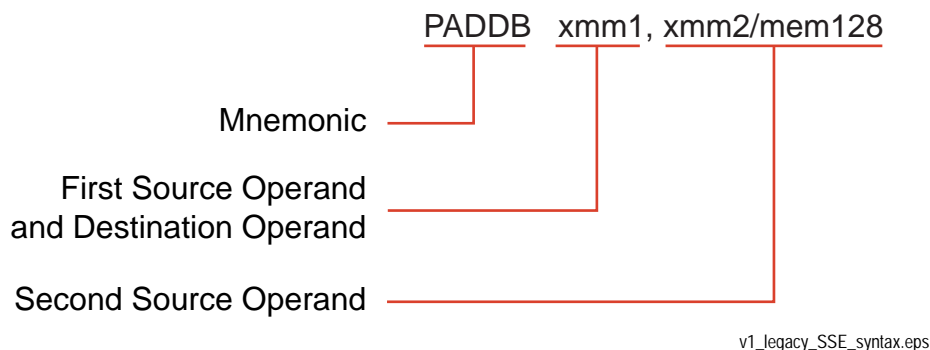 PADDB xmm1, xmm2/mem128
Mnemonic
First Source Operand
and Destination Operand
Second Source Operand
v1_legacy_SSE_syntax.eps